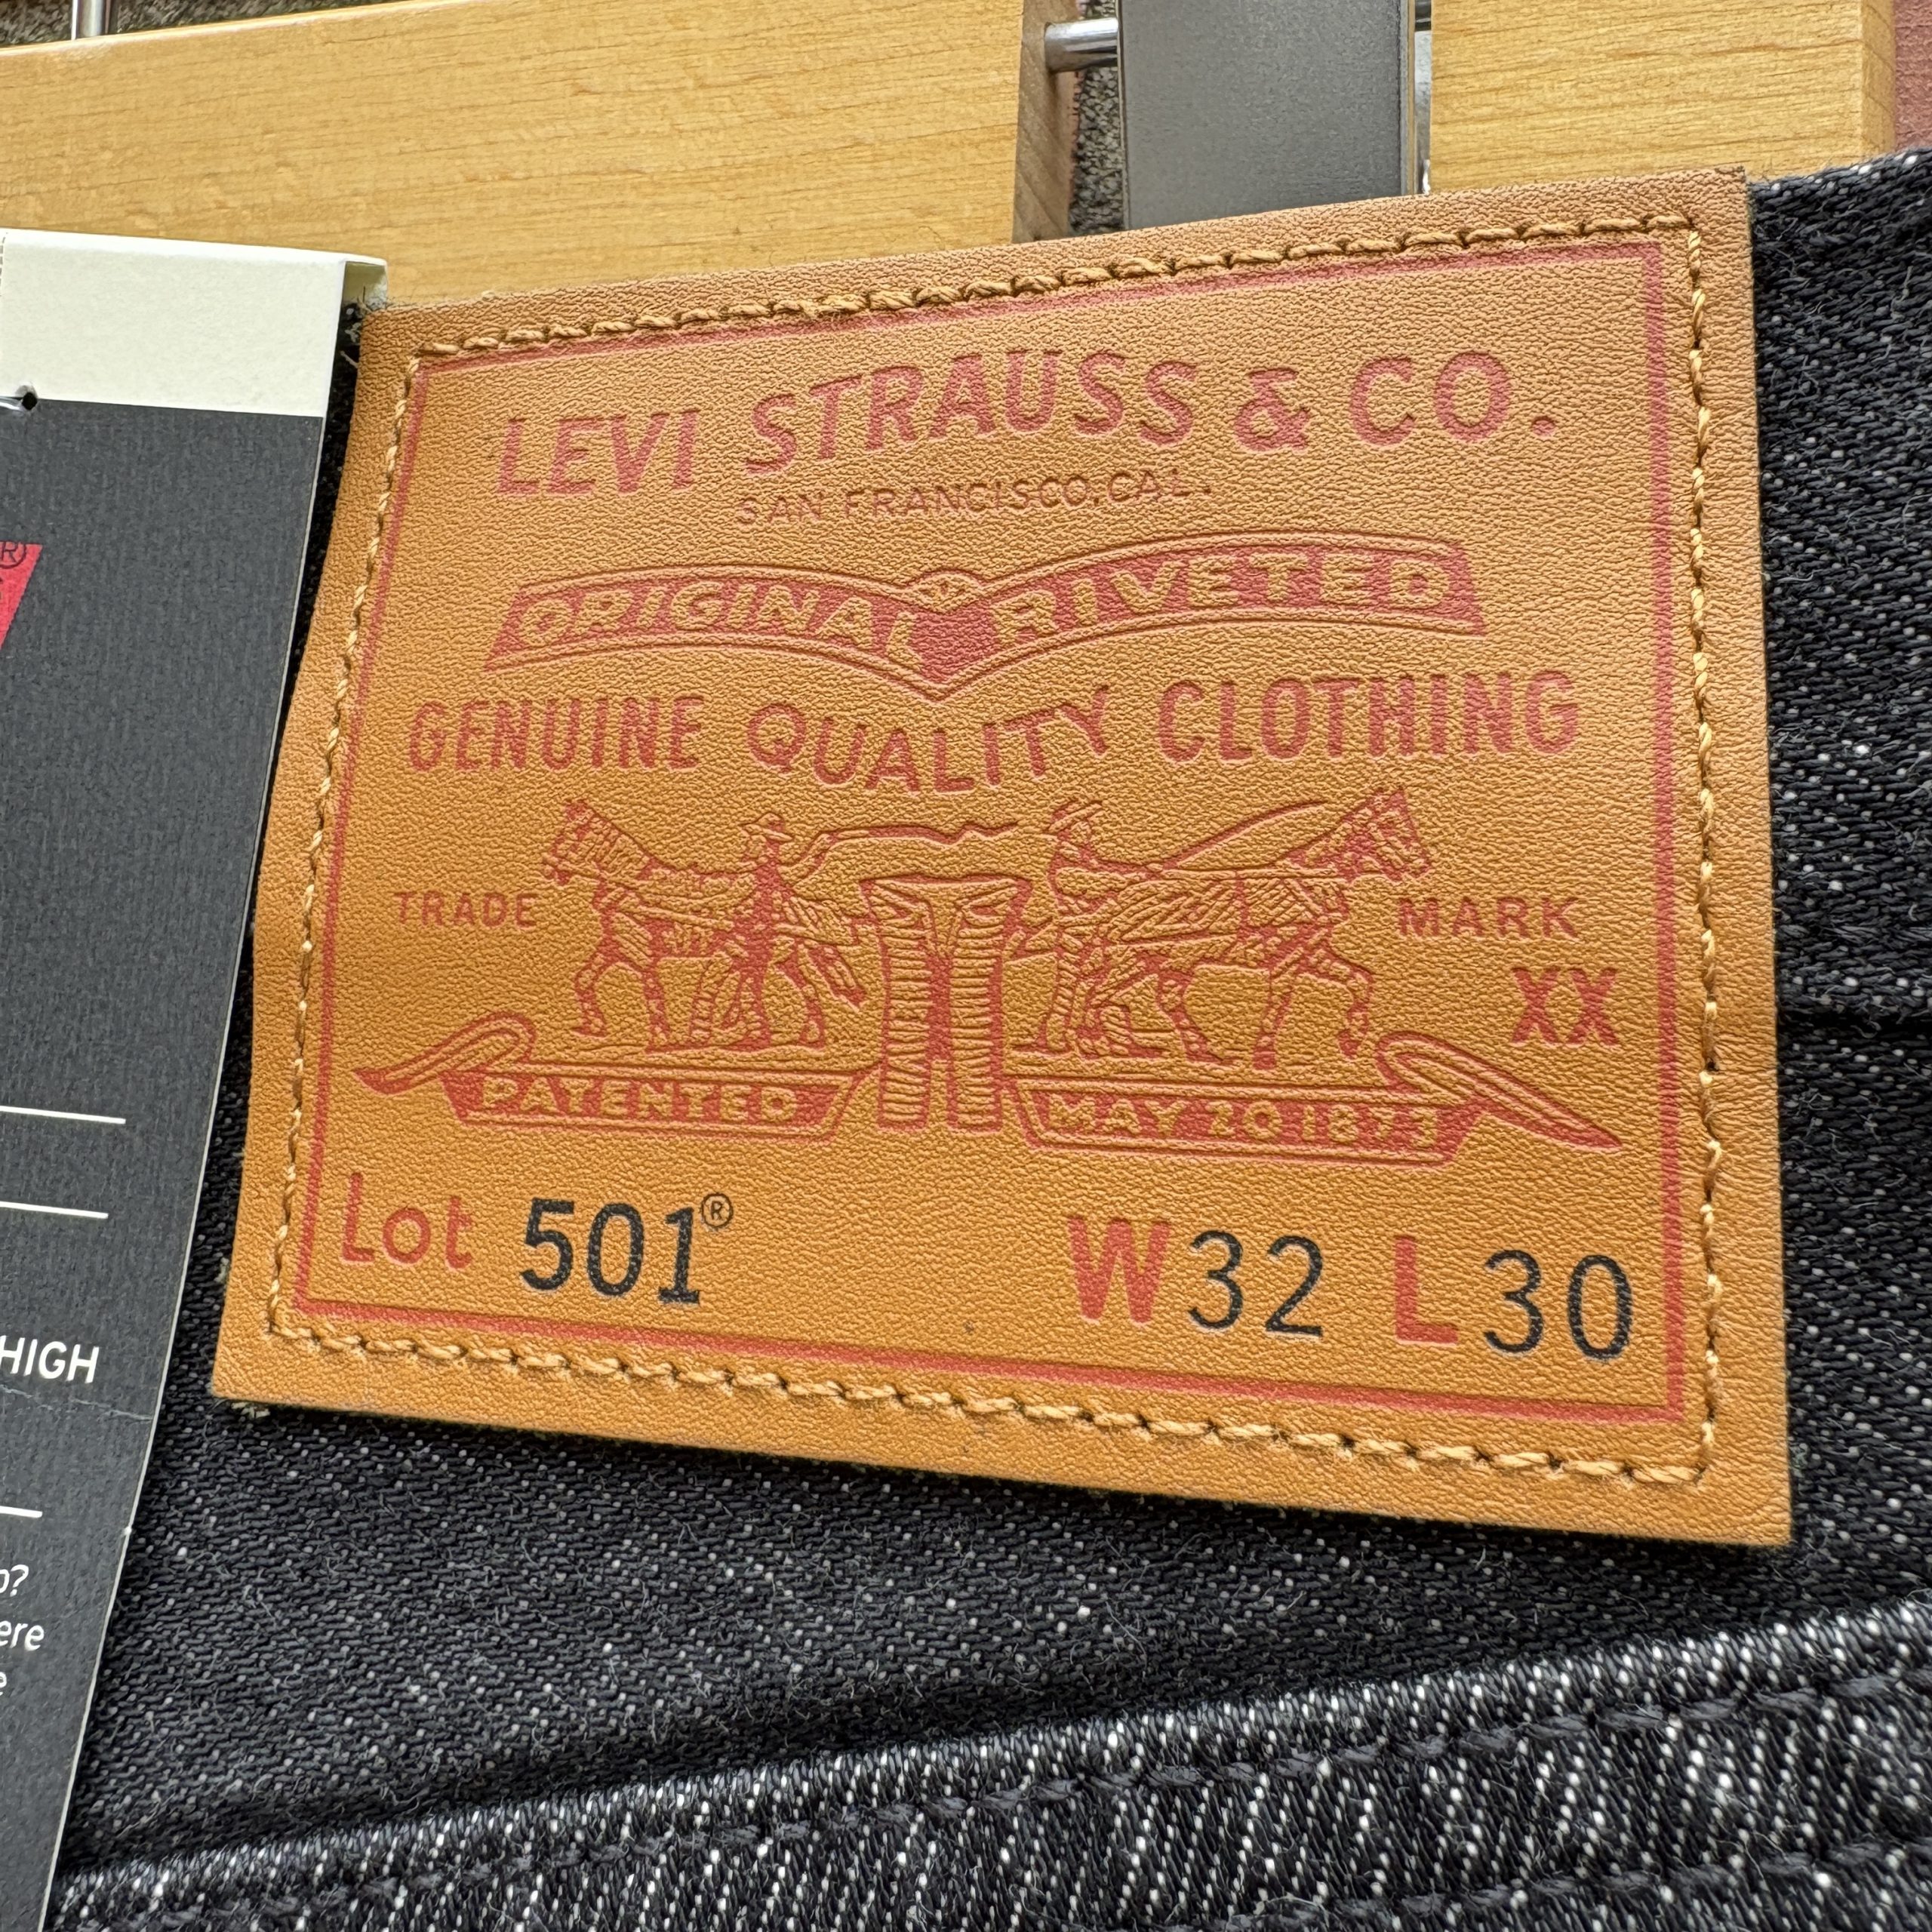 LEVI STRAUSS & CO.
SAN FRANCISCO, CAL.
ORIGINAL RIVETED
GENUINE QUALITY CLOTHING
TRADE MARK
XX
PATENTED MAY 20 1873
Lot 501® W32 L30
®
HIGH
?
ere
e